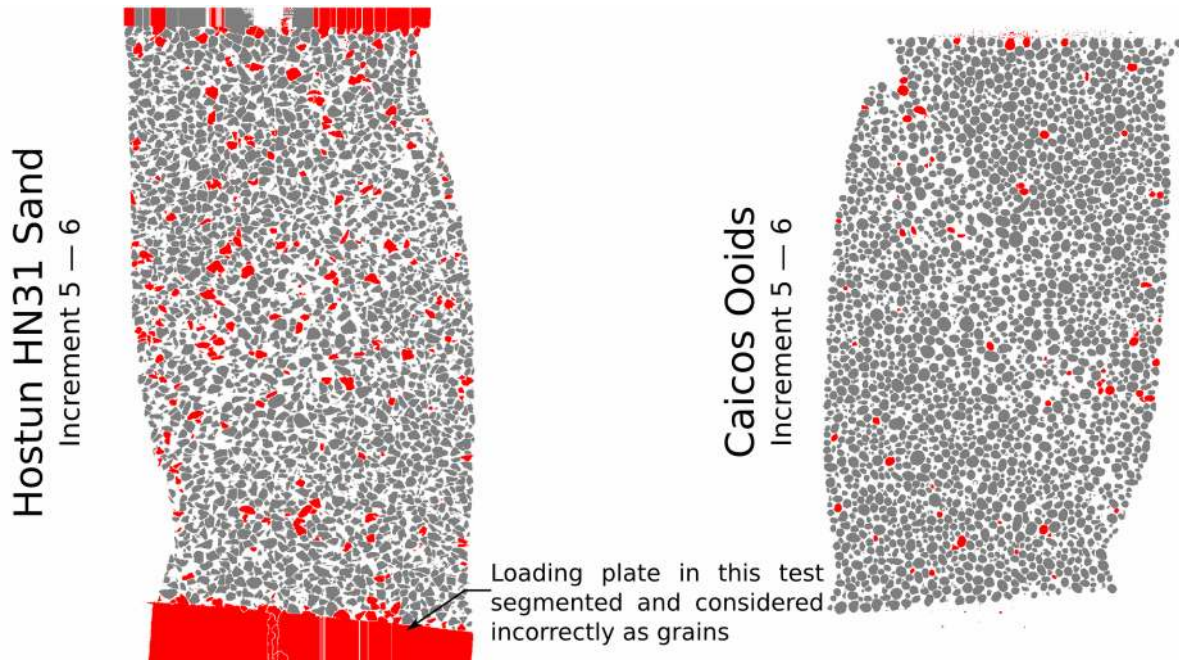 Hostun HN31 Sand
Increment 5 — 6
Caicos Ooids
Increment 5 — 6
Loading plate in this test
segmented and considered
incorrectly as grains